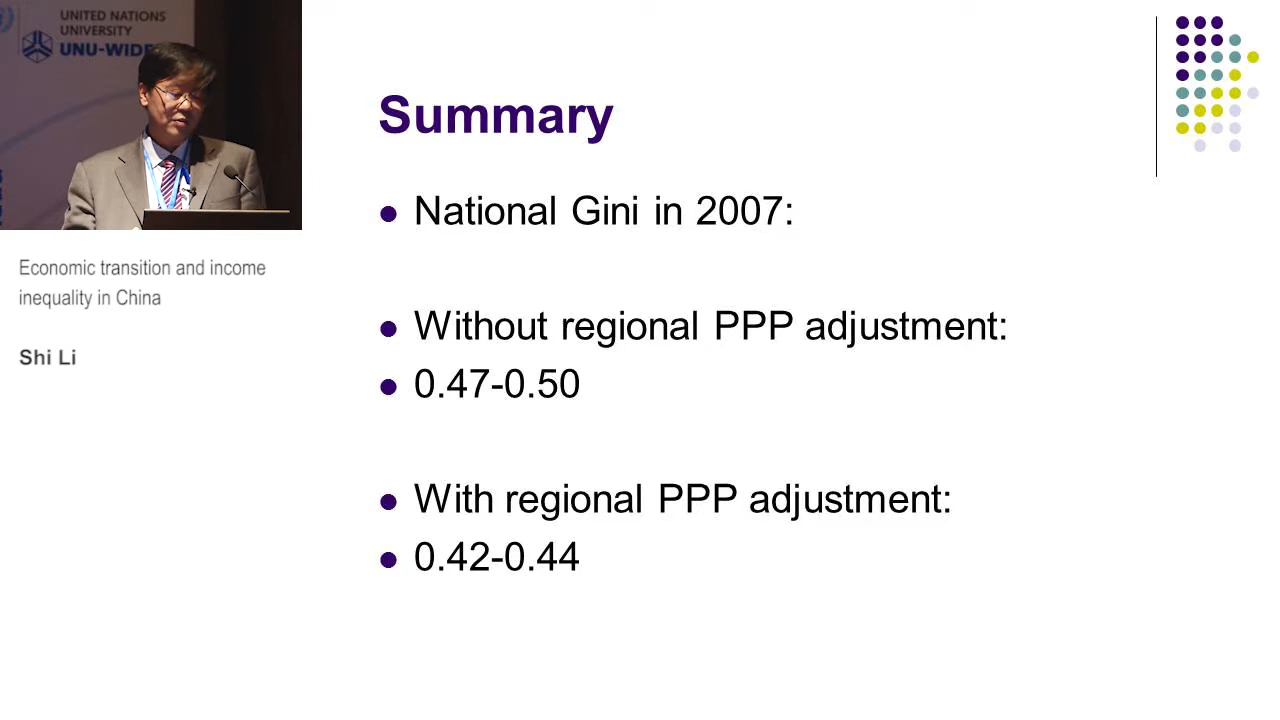 UNITED NATIONS
UNIVERSITY
UNU-WIDE
Economic transition and income
inequality in China
Shi Li
Summary
National Gini in 2007:
Without regional PPP adjustment:
0.47-0.50
With regional PPP adjustment:
0.42-0.44